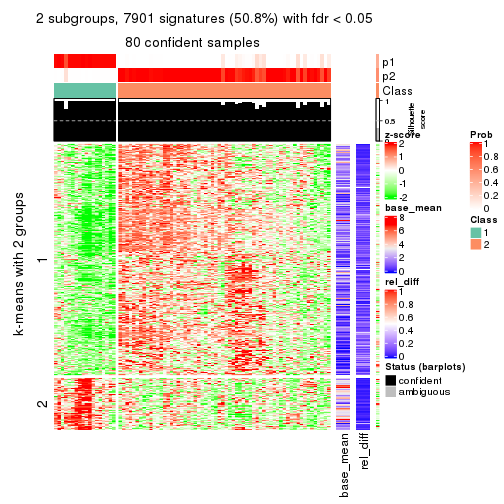 2 subgroups, 7901 signatures (50.8%) with fdr < 0.05
80 confident samples
p1
p2
Class
1
0.5
0
Silhouette
score
k-means with 2 groups
1
2
base_mean
rel_diff
z-score
2
1
0
-1
-2
base_mean
8
6
4
2
0
rel_diff
1
0.8
0.6
0.4
0.2
0
Status (barplots)
confident
ambiguous
Prob
1
0.8
0.6
0.4
0.2
0
Class
1
2